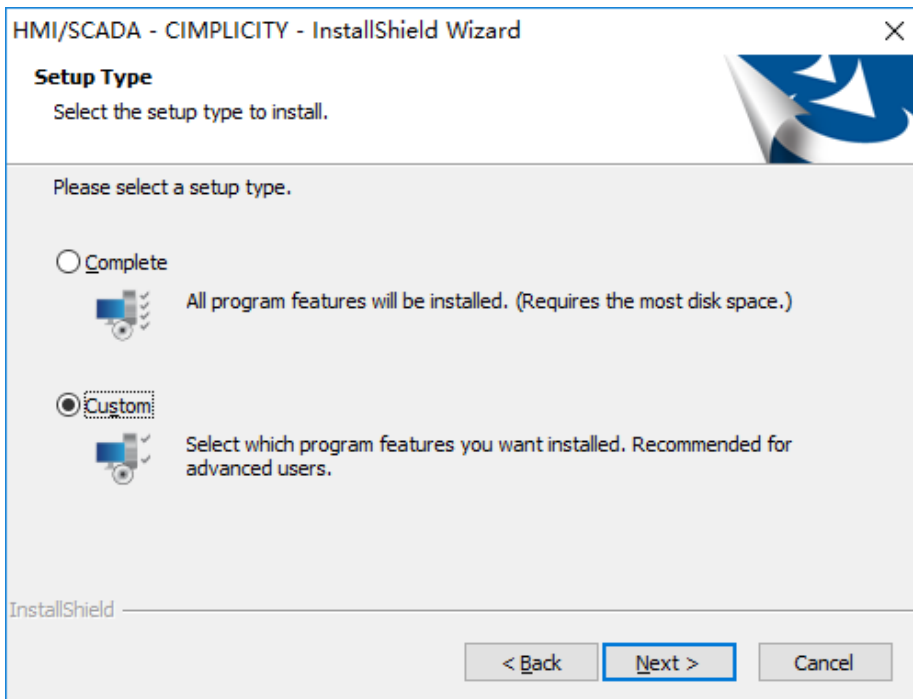 HMI/SCADA - CIMPLICITY - InstallShield Wizard
Setup Type
Select the setup type to install.
Please select a setup type.
Complete
All program features will be installed. (Requires the most disk space.)
Custom
Select which program features you want installed. Recommended for
advanced users.
InstallShield
< Back
Next >
Cancel